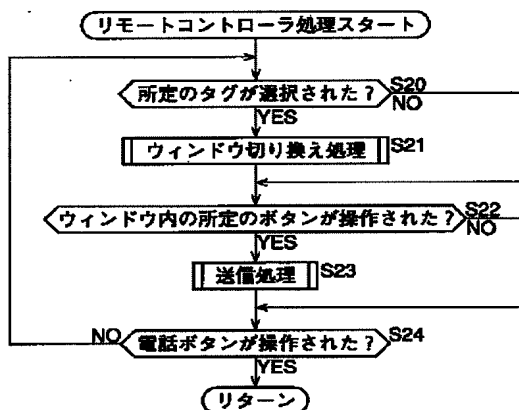 リモートコントローラ処理スタート
所定のタグが選択された？ S20
NO
YES
ウィンドウ切り換え処理 S21
ウィンドウ内の所定のボタンが操作された？ S22
NO
YES
送信処理 S23
NO 電話ボタンが操作された？ S24
YES
リターン